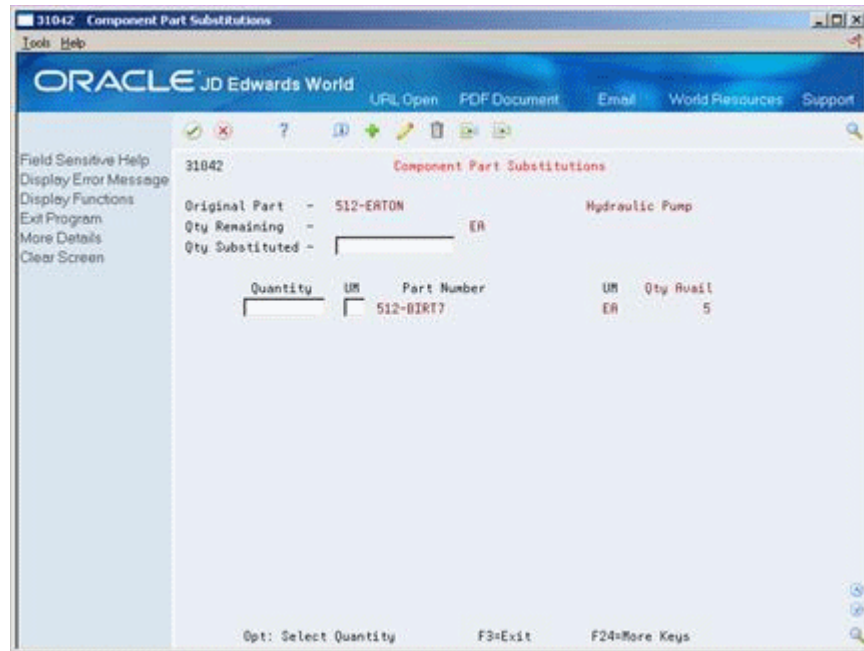 31042 Component Part Substitutions
Tools Help
ORACLE JD Edwards World
URL Open PDF Document Email World Resources Support
?
Field Sensitive Help
Display Error Message
Display Functions
Exit Program
More Details
Clear Screen
31042 Component Part Substitutions
Original Part - 512-EATON Hydraulic Pump
Qty Remaining - EA
Qty Substituted -
Quantity UM Part Number UM Qty Avail
512-BIRT7 EA 5
Opt: Select Quantity F3=Exit F24=More Keys